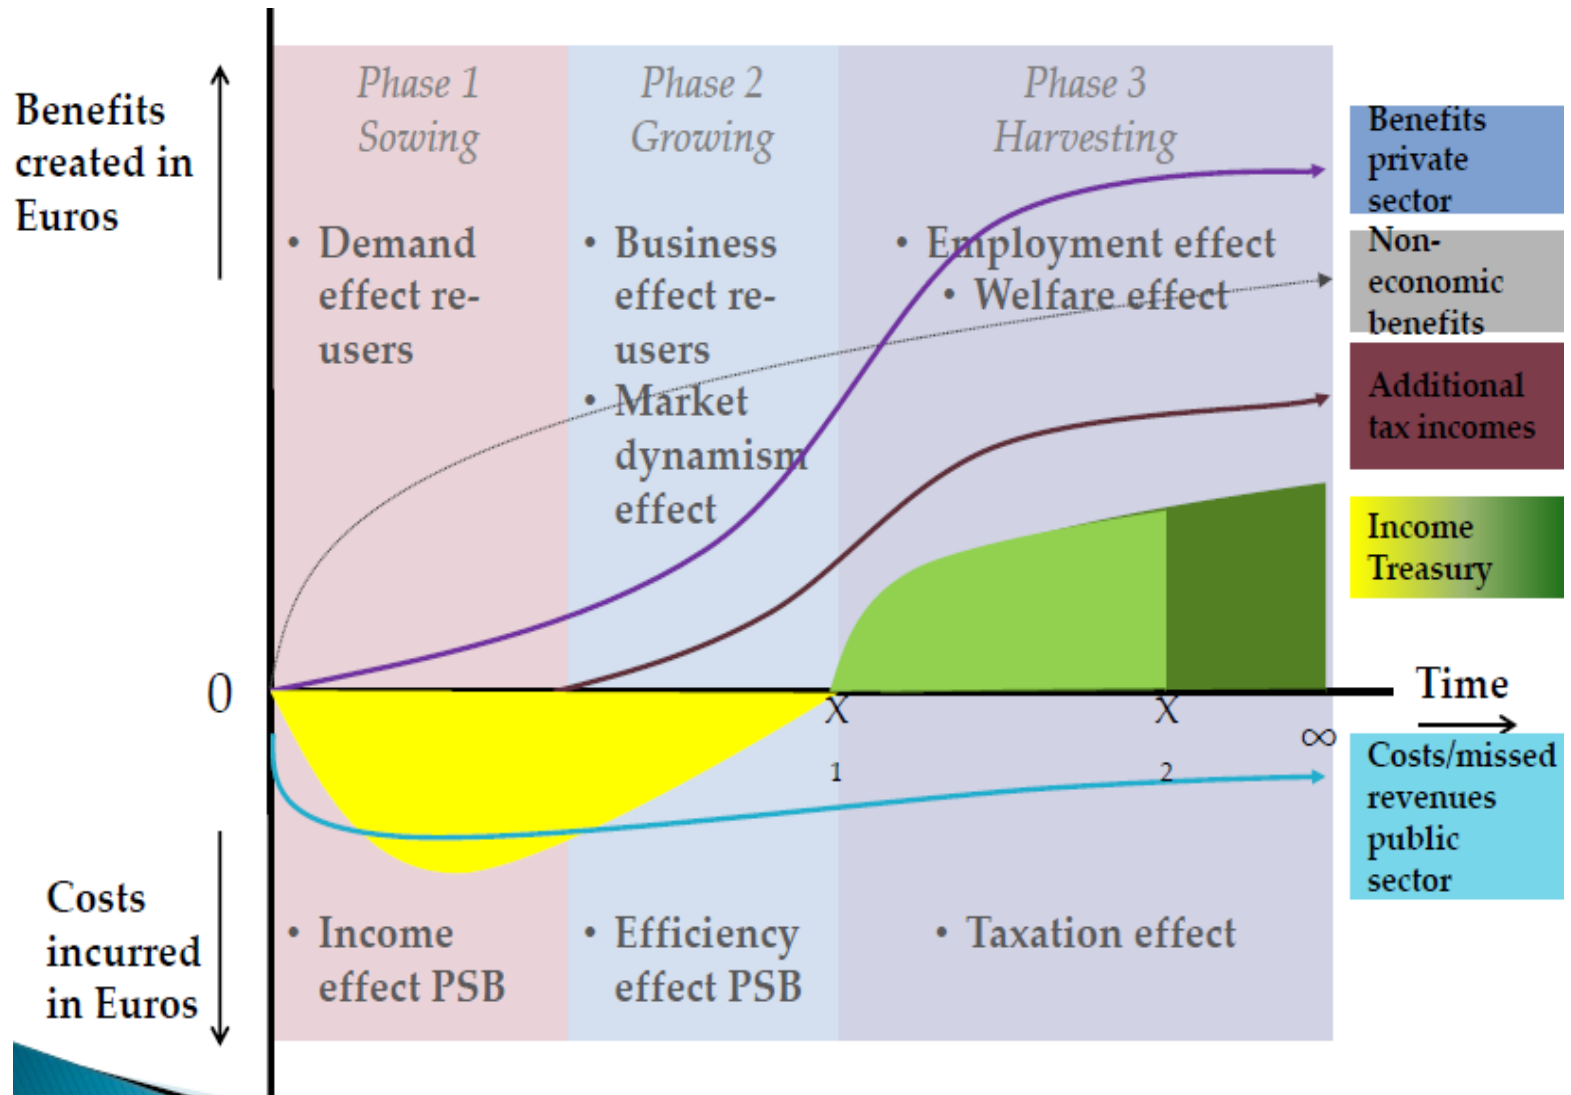 Benefits
created in
Euros
Phase 1
Sowing
Phase 2
Growing
Phase 3
Harvesting
• Demand
effect re-
users
• Business
effect re-
users
• Market
dynamism
effect
• Employment effect
• Welfare effect
Benefits
private
sector
Non-
economic
benefits
Additional
tax incomes
Income
Treasury
0
Time
X
1
X
2
∞
Costs/missed
revenues
public
sector
Costs
incurred
in Euros
• Income
effect PSB
• Efficiency
effect PSB
• Taxation effect